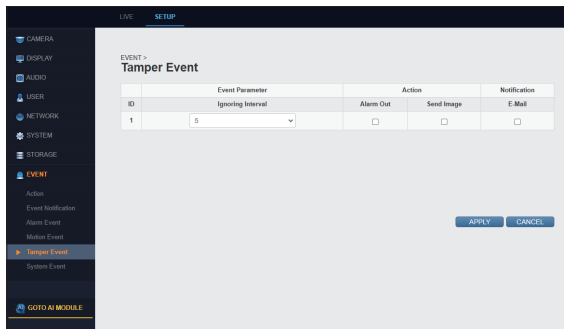 LIVE SETUP
CAMERA
DISPLAY
AUDIO
USER
NETWORK
SYSTEM
STORAGE
EVENT
Action
Event Notification
Alarm Event
Motion Event
Tamper Event
System Event
AI GOTO AI MODULE
EVENT >
Tamper Event
Event Parameter Action Notification
ID Ignoring Interval Alarm Out Send Image E-Mail
1 5
APPLY CANCEL